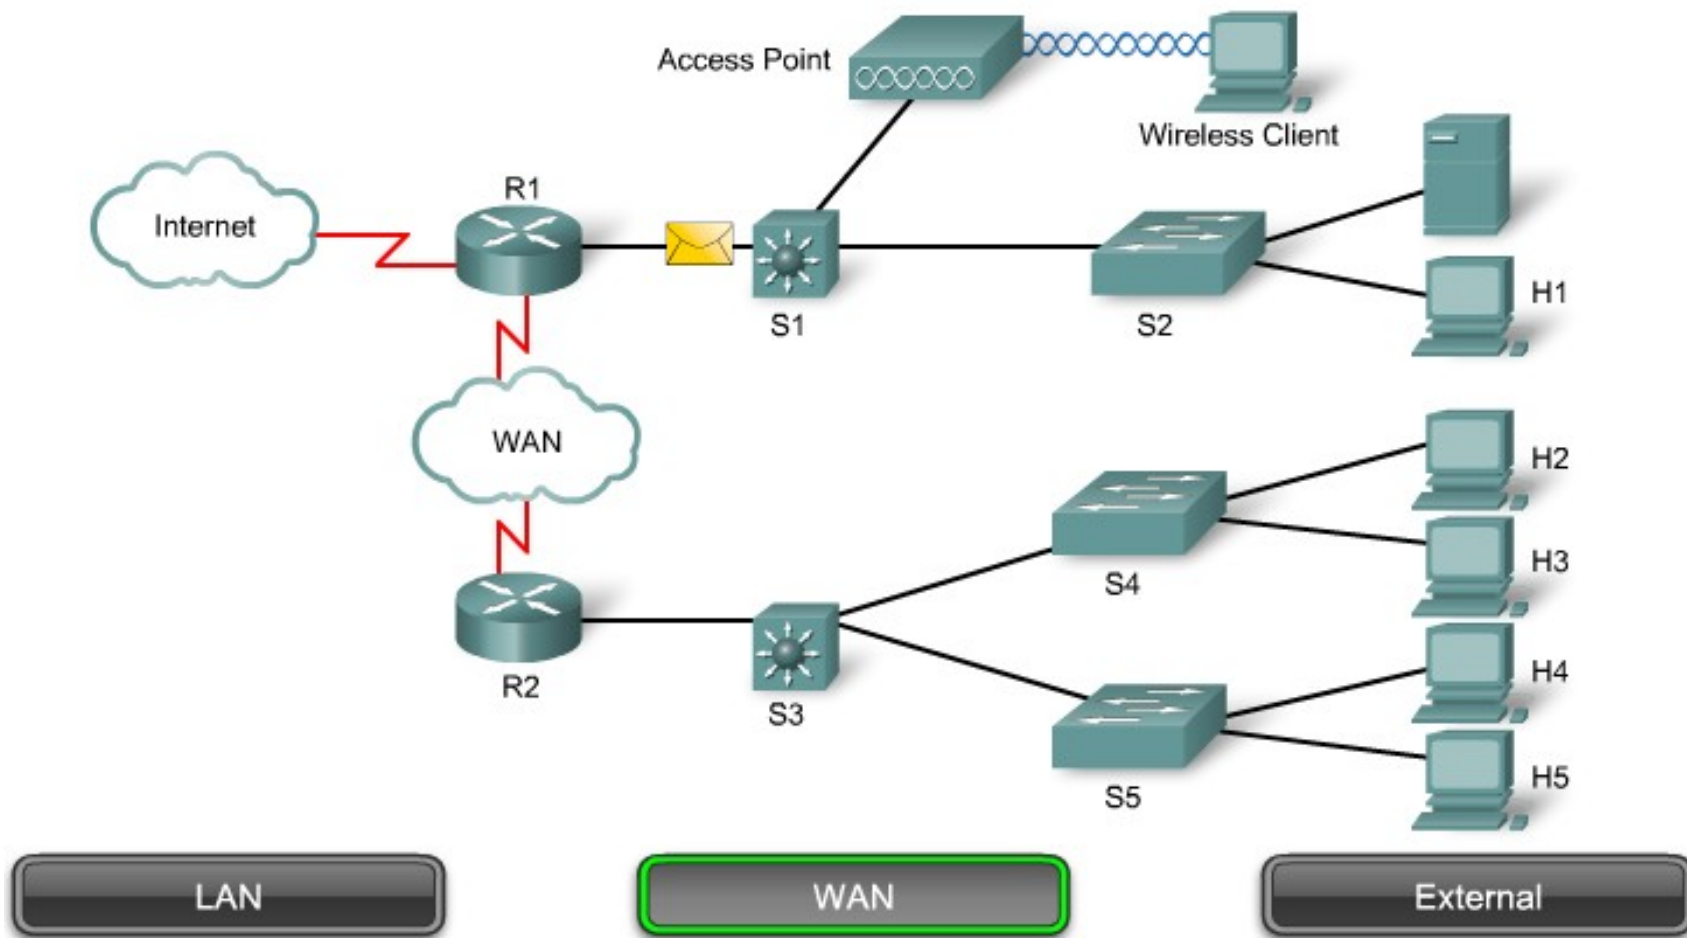 Access Point
Wireless Client
Internet
R1
S1
S2
H1
WAN
H2
S4
H3
R2
S3
H4
S5
H5
LAN
WAN
External